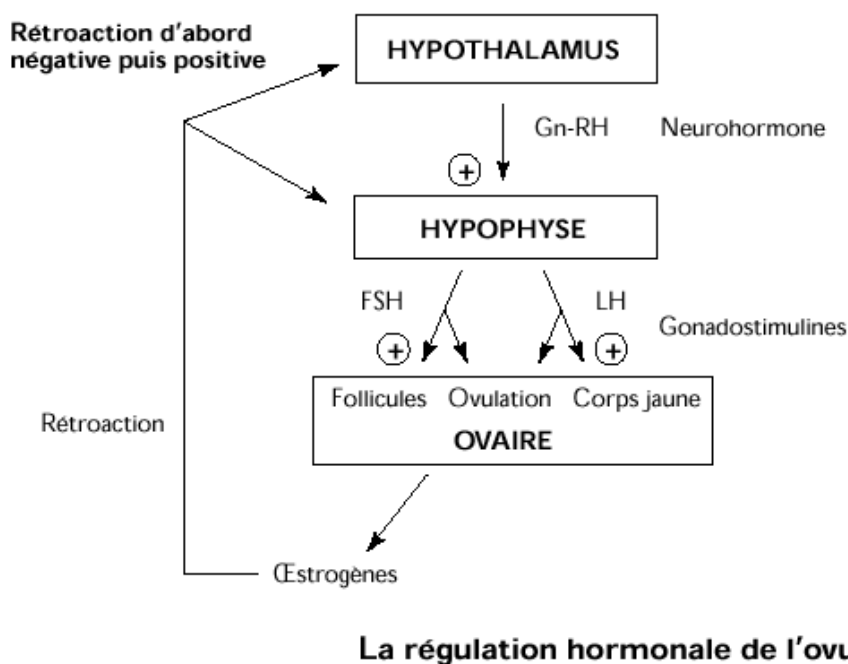 Rétroaction d'abord
négative puis positive
HYPOTHALAMUS
Gn-RH Neurohormone
+
HYPOPHYSE
FSH LH
Gonadostimulines
+ +
Follicules Ovulation Corps jaune
OVAIRE
Rétroaction
Œstrogènes
La régulation hormonale de l'ovu